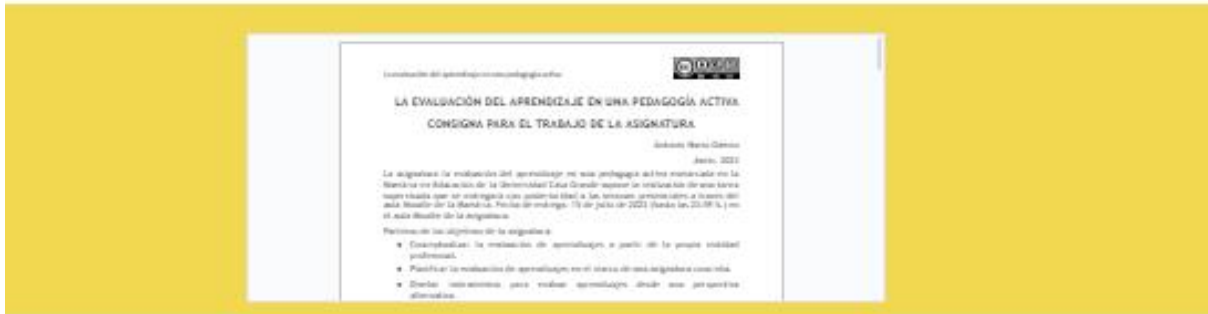 La evaluación del aprendizaje en una pedagogía activa
LA EVALUACIÓN DEL APRENDIZAJE EN UNA PEDAGOGÍA ACTIVA
CONSIGNA PARA EL TRABAJO DE LA ASIGNATURA
Junio, 2023
La asignatura la evaluación del aprendizaje en una pedagogía activa enmarcada en la
Maestría en Educación de la Universidad Casa Grande supone la realización de una tarea
supervisada que se entregará con posterioridad a las sesiones presenciales a través del
aula Moodle de la Maestría. Fecha de entrega: 15 de julio de 2023 (hasta las 23:59 h.) en
el aula Moodle de la asignatura.
Partimos de los objetivos de la asignatura:
• Conceptualizar la evaluación de aprendizajes a partir de la propia realidad
profesional.
• Planificar la evaluación de aprendizajes en el marco de una asignatura concreta.
• Diseñar instrumentos para evaluar aprendizajes desde una perspectiva
alternativa.